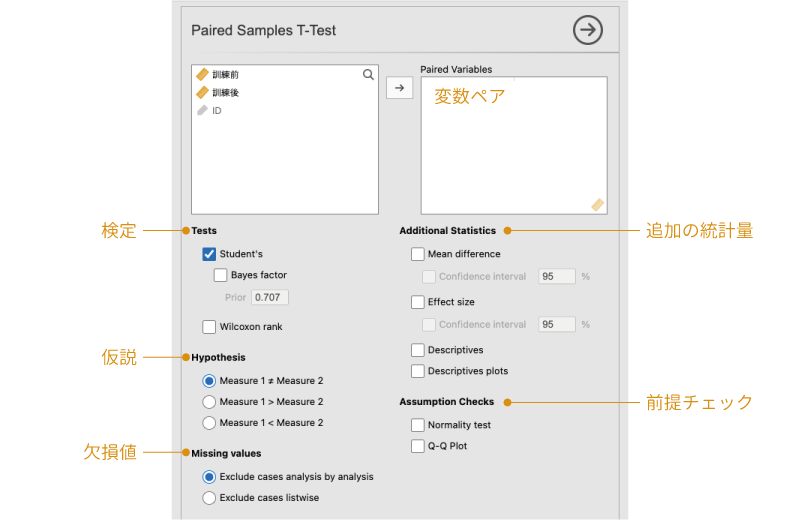 Paired Samples T-Test
訓練前
訓練後
ID
Paired Variables
変数ペア
検定
Tests
Student's
Bayes factor
Prior 0.707
Wilcoxon rank
仮説
Hypothesis
Measure 1 ≠ Measure 2
Measure 1 > Measure 2
Measure 1 < Measure 2
欠損値
Missing values
Exclude cases analysis by analysis
Exclude cases listwise
Additional Statistics
追加の統計量
Mean difference
Confidence interval 95 %
Effect size
Confidence interval 95 %
Descriptives
Descriptives plots
Assumption Checks
前提チェック
Normality test
Q-Q Plot